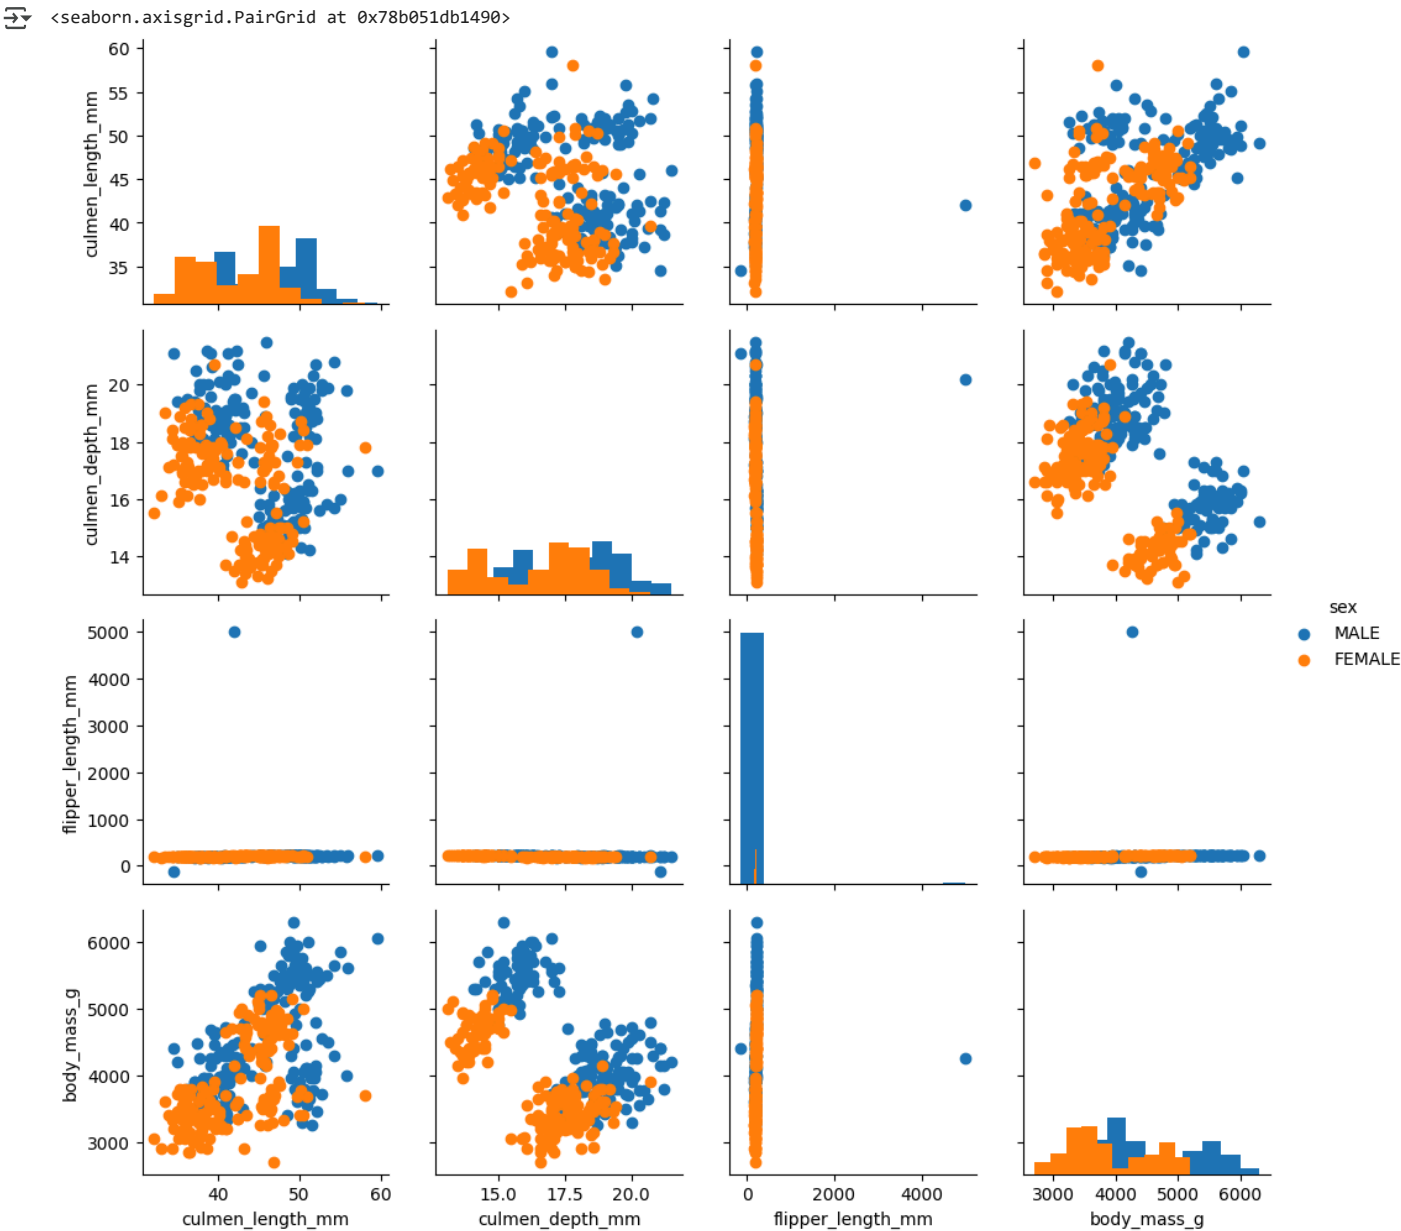 <seaborn.axisgrid.PairGrid at 0x78b051db1490>
60
55
50
45
40
35
culmen_length_mm
20
18
16
14
culmen_depth_mm
sex
MALE
FEMALE
5000
4000
3000
2000
1000
0
flipper_length_mm
6000
5000
4000
3000
body_mass_g
40 50 60
15.0 17.5 20.0
0 2000 4000
3000 4000 5000 6000
culmen_length_mm
culmen_depth_mm
flipper_length_mm
body_mass_g